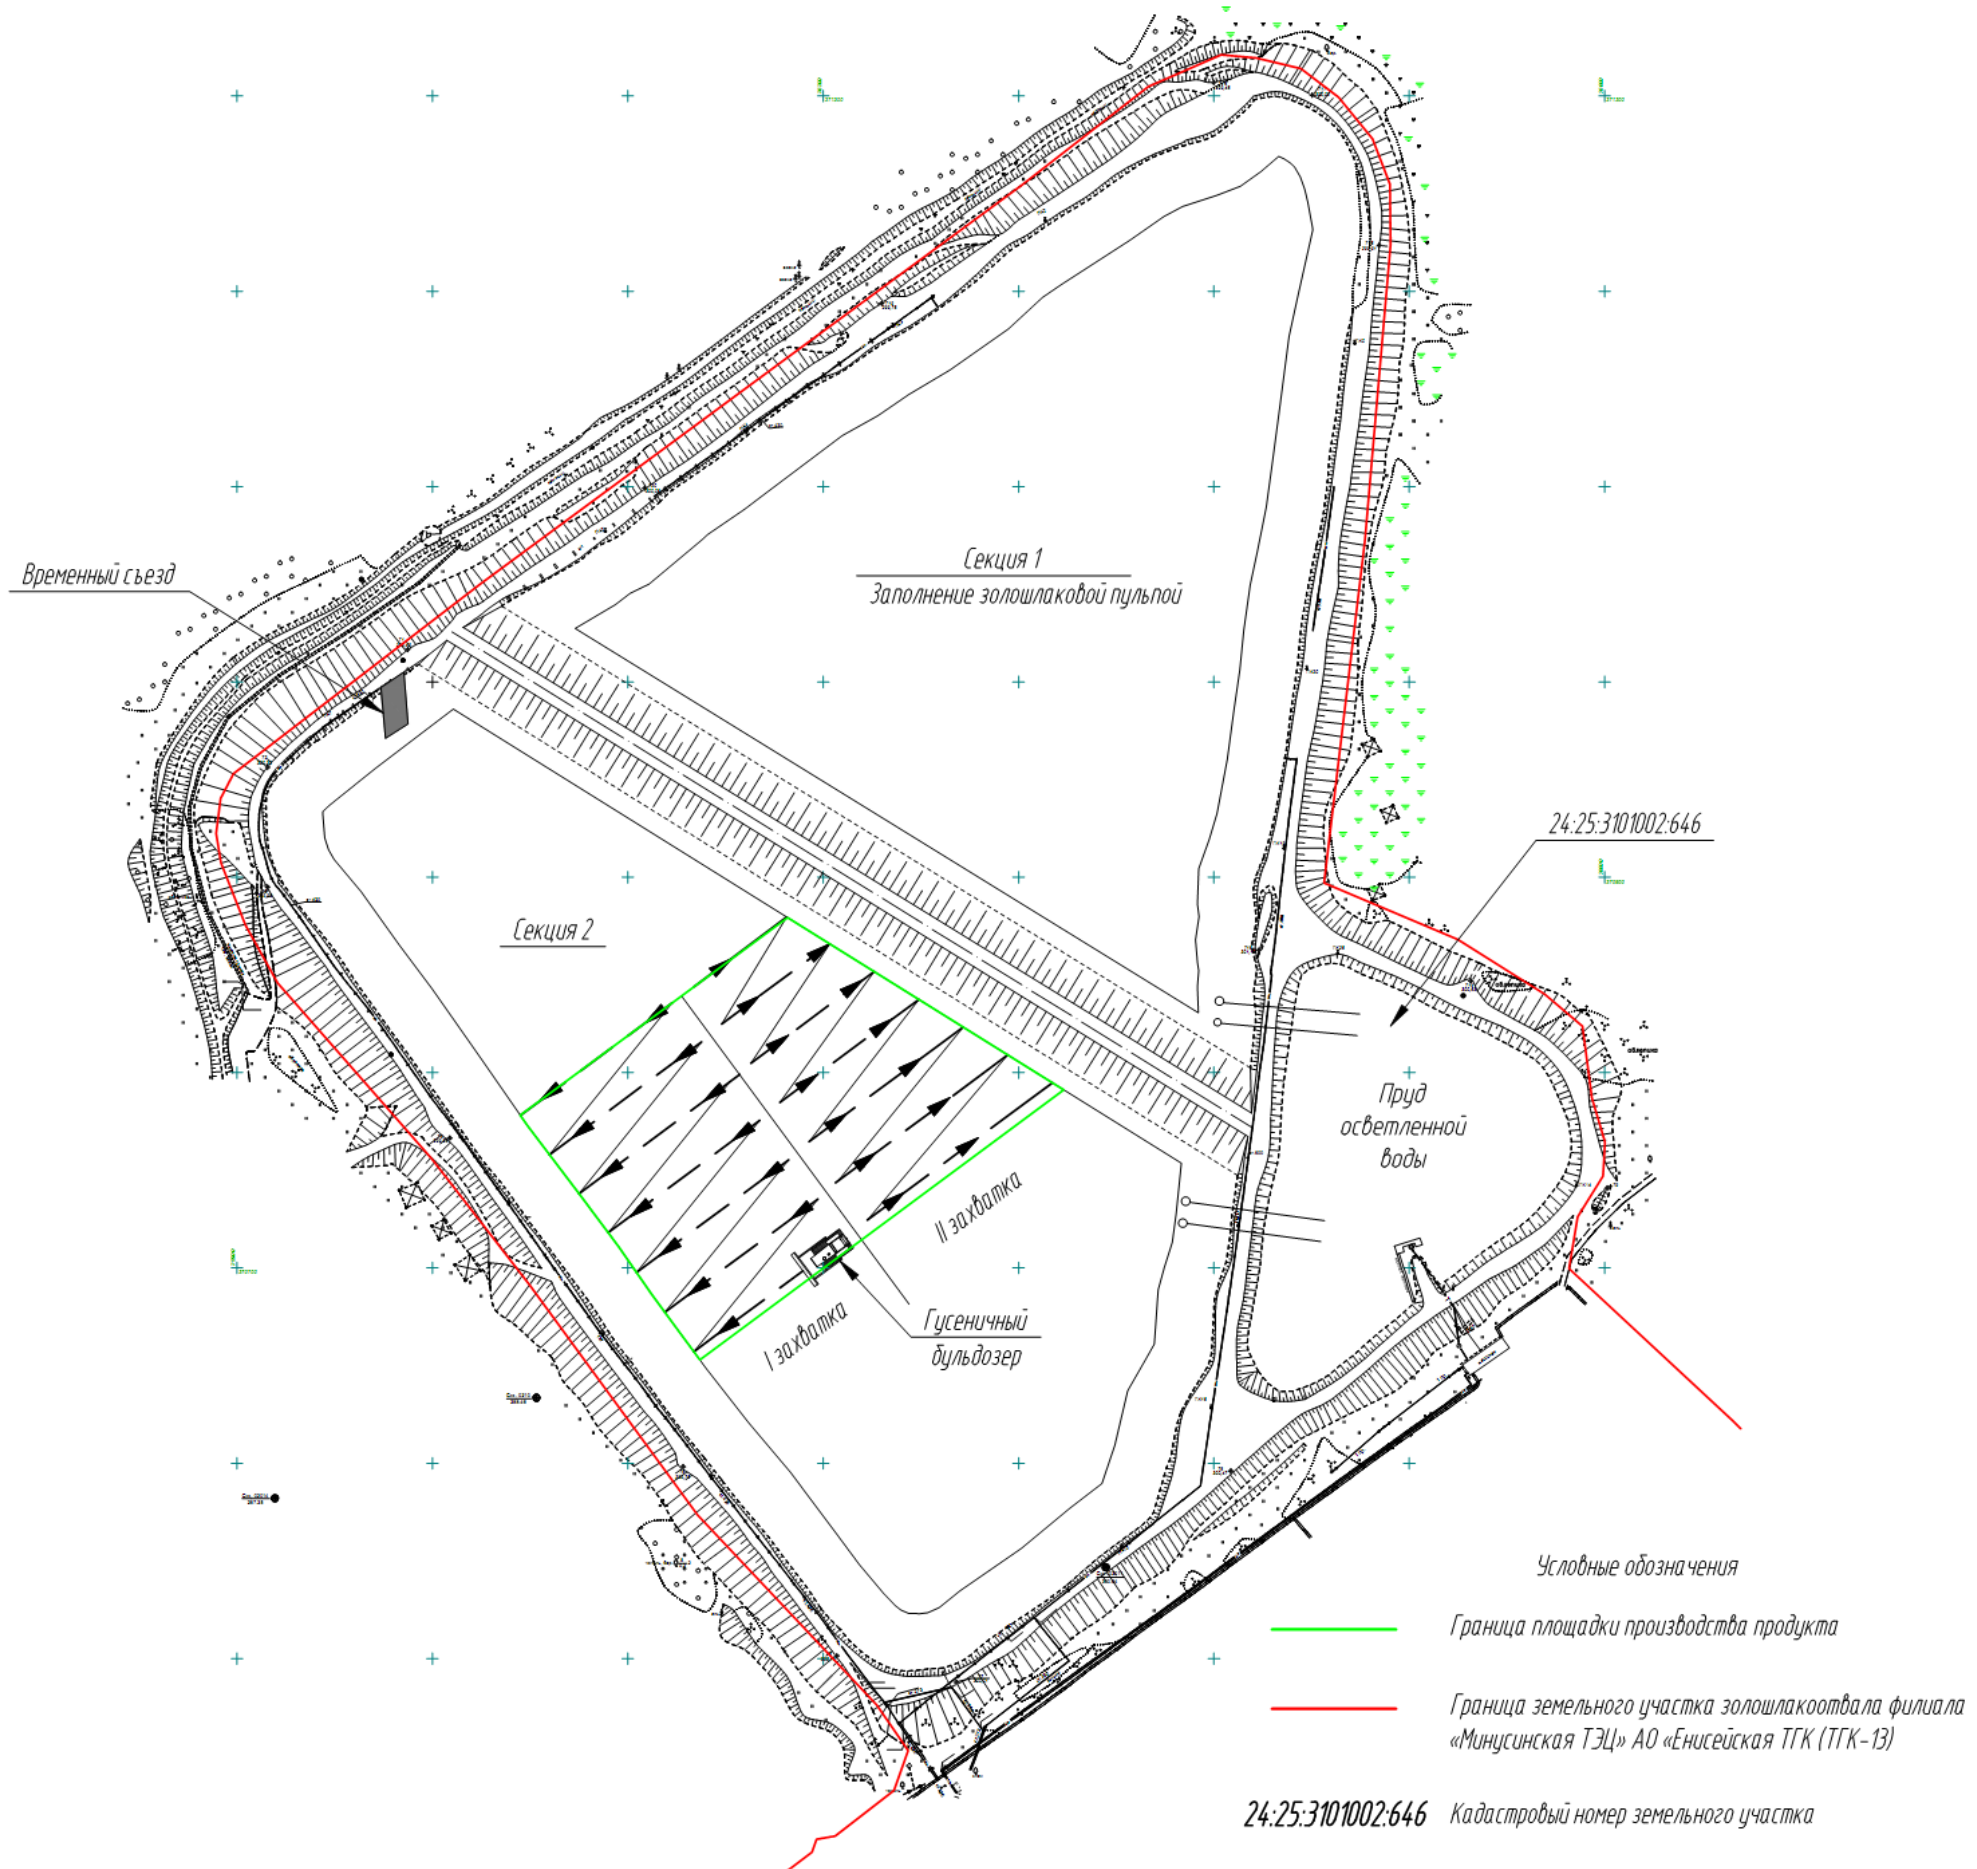 Секция 1
Заполнение золошлаковой пульпой
Временный съезд
24:25:3101002:646
Секция 2
Пруд
осветленной
воды
II захватка
I захватка
Гусеничный
бульдозер
Условные обозначения
Граница площадки производства продукта
Граница земельного участка золошлакоотвала филиала
«Минусинская ТЭЦ» АО «Енисейская ТГК (ТГК-13)
24:25:3101002:646 Кадастровый номер земельного участка